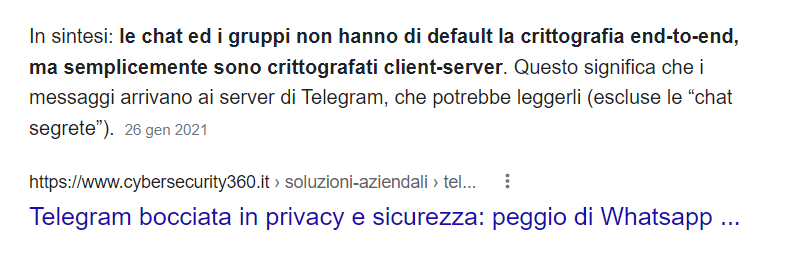 In sintesi: le chat ed i gruppi non hanno di default la crittografia end-to-end,
ma semplicemente sono crittografati client-server. Questo significa che i
messaggi arrivano ai server di Telegram, che potrebbe leggerli (escluse le “chat
segrete”). 26 gen 2021
https://www.cybersecurity360.it › soluzioni-aziendali › tel...
Telegram bocciata in privacy e sicurezza: peggio di Whatsapp ...